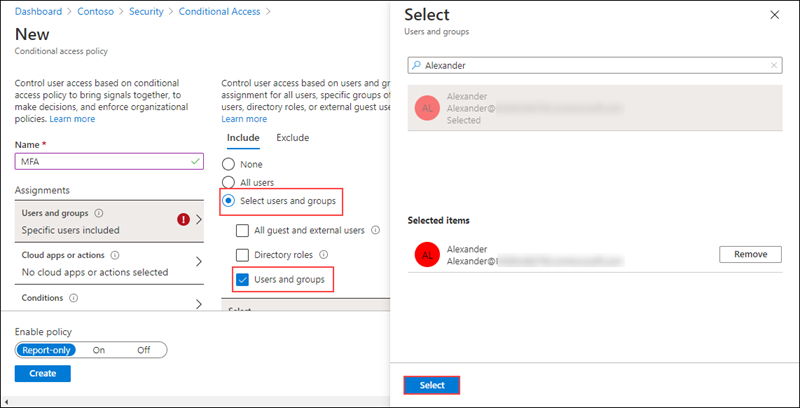 Dashboard > Contoso > Security > Conditional Access >
New
Conditional access policy
Control user access based on conditional
access policy to bring signals together, to
make decisions, and enforce organizational
policies. Learn more
Name *
MFA
Assignments
Users and groups
Specific users included
Cloud apps or actions
No cloud apps or actions selected
Conditions
Enable policy
Report-only On Off
Create
Control user access based on users and gr
assignment for all users, specific groups of
users, directory roles, or external guest use
Learn more
Include Exclude
None
All users
Select users and groups
All guest and external users
Directory roles
Users and groups
Select
Select
Users and groups
Alexander
AL
Alexander
Alexander@
Selected
Selected items
AL
Alexander
Alexander@
Remove
Select